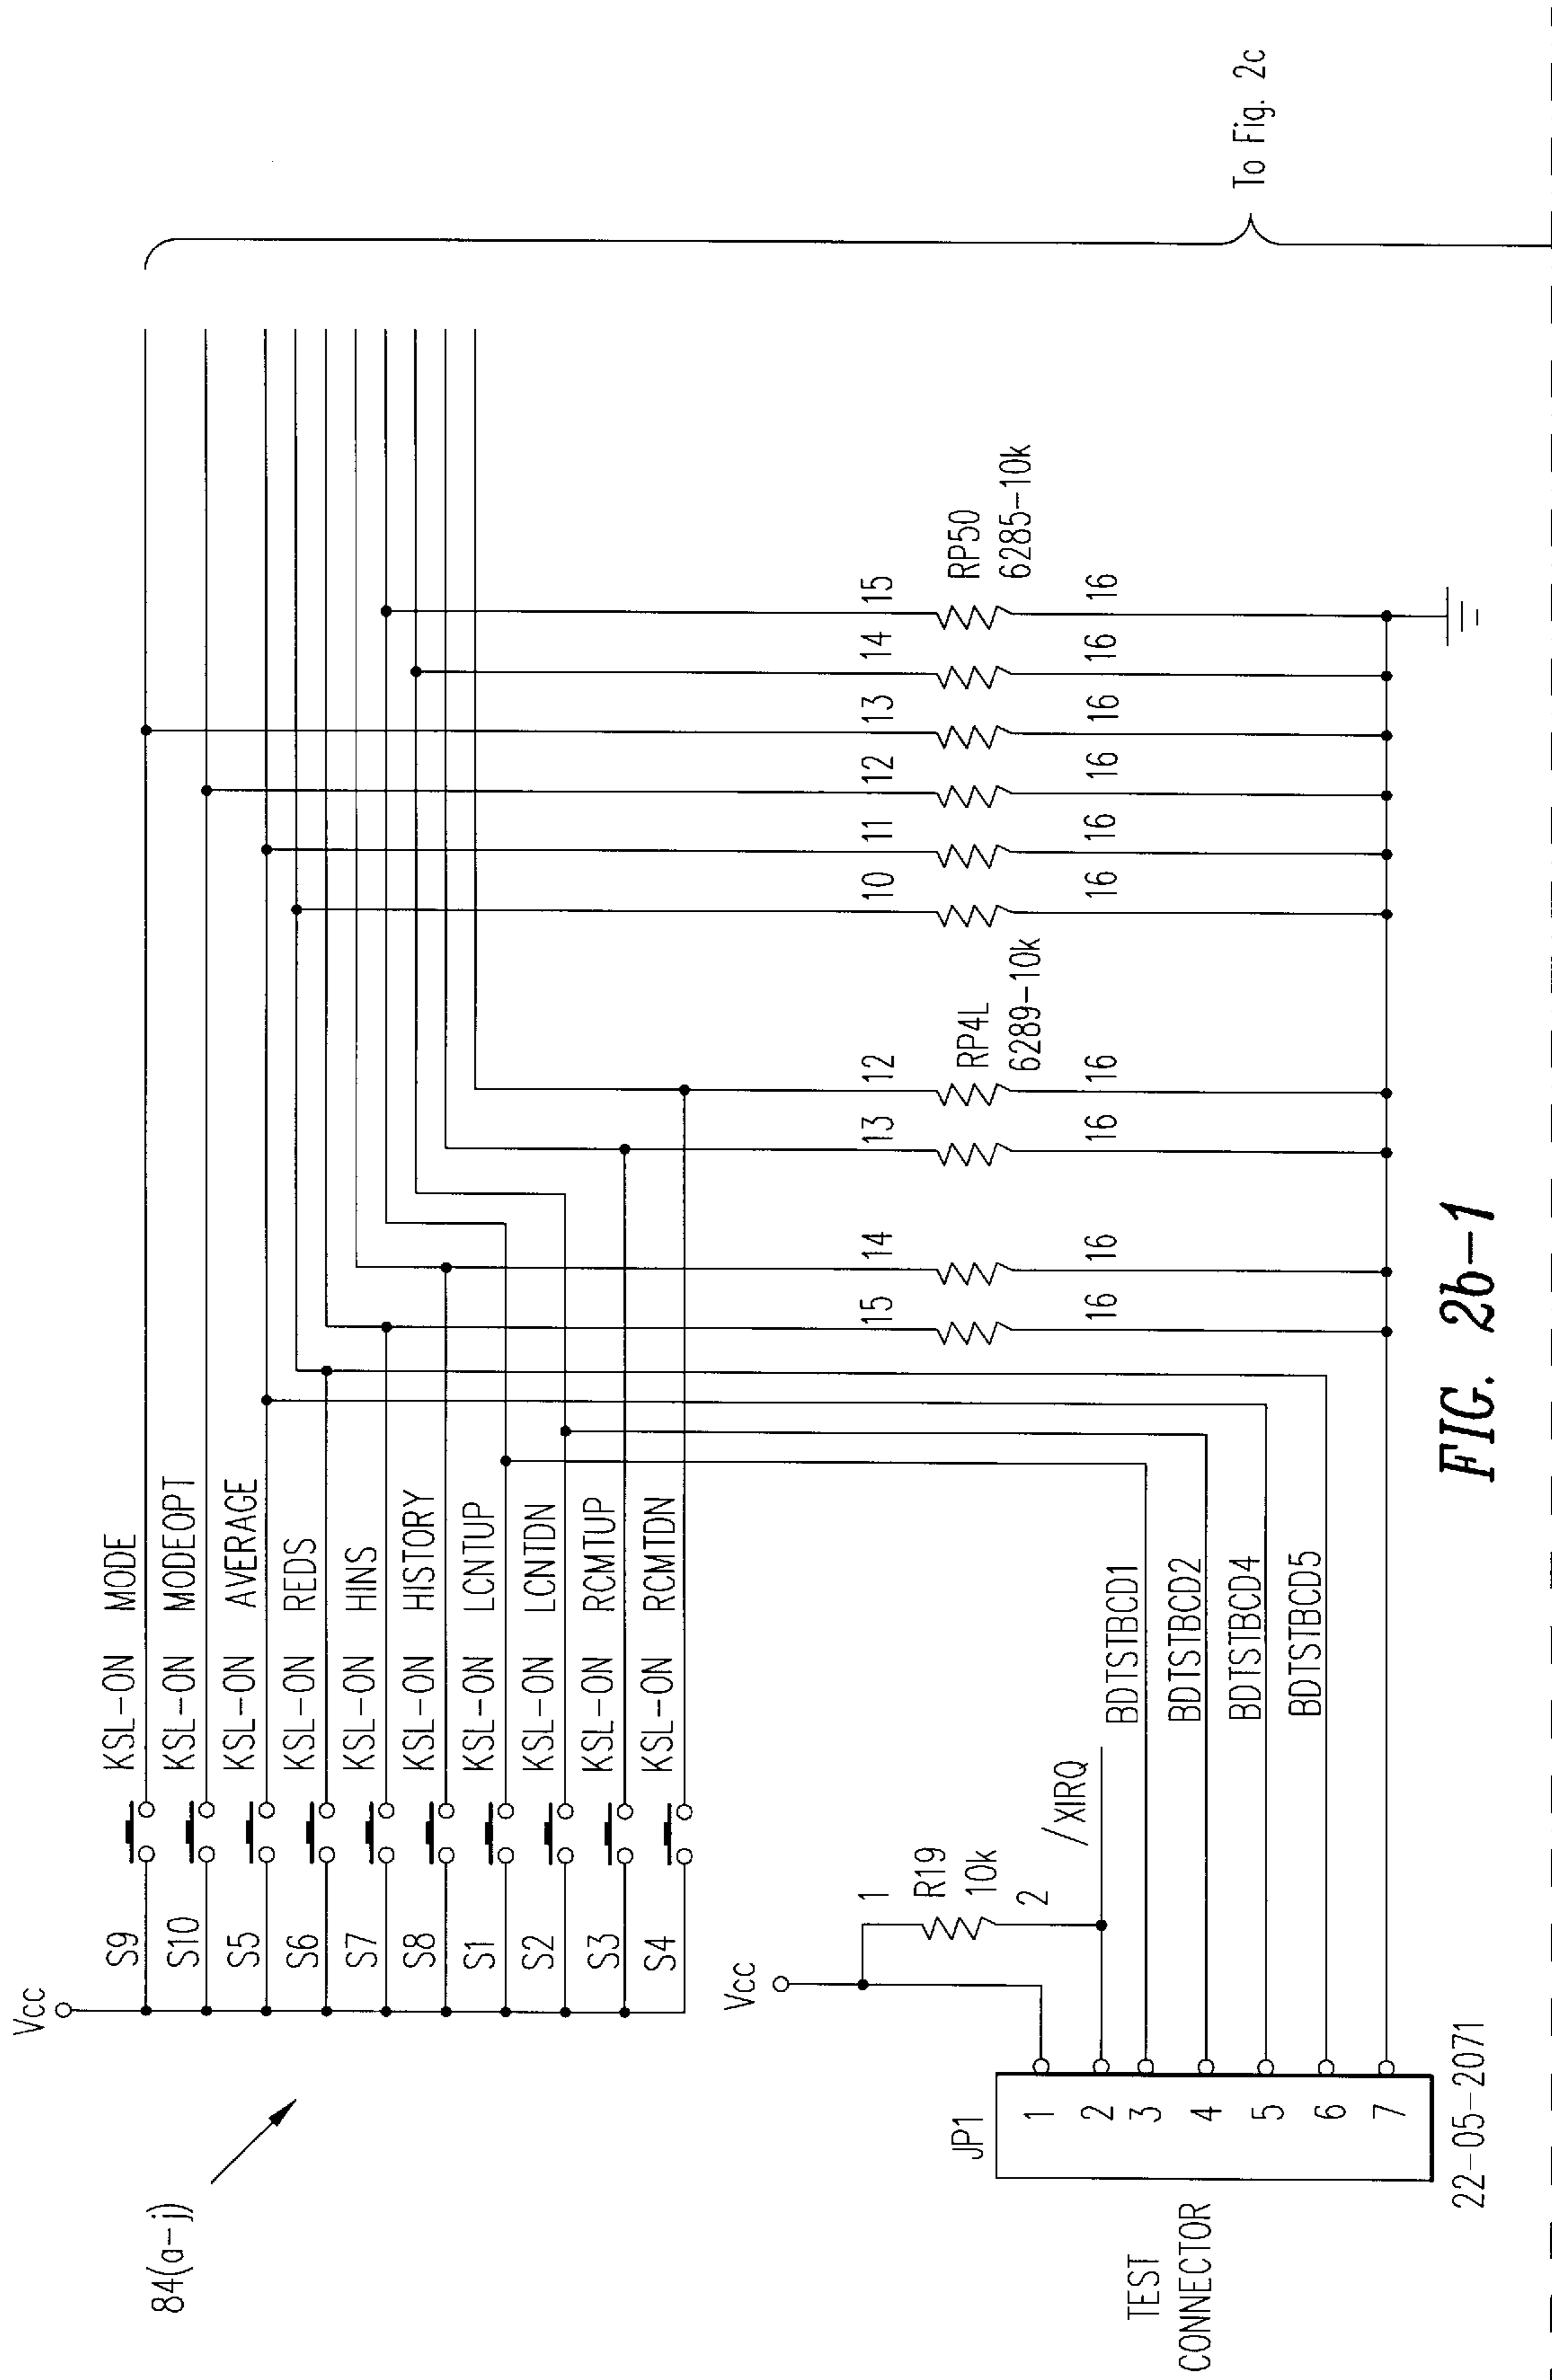 84(a-j)
Vcc
S9 KSL-ON MODE
S10 KSL-ON MODEOPT
S5 KSL-ON AVERAGE
S6 KSL-ON REDS
S7 KSL-ON HINS
S8 KSL-ON HISTORY
S1 KSL-ON LCNTUP
S2 KSL-ON LCNTDN
S3 KSL-ON RCMTUP
S4 KSL-ON RCMTDN
To Fig. 2c
15 14 13 12 10 11 12 13 14 15
RP4L
6289-10k
RP50
6285-10k
16 16 16 16 16 16 16 16 16 16
Vcc
1
R19
10k
2
/XIRQ
BDTSTBCD1
BDTSTBCD2
BDTSTBCD4
BDTSTBCD5
TEST
CONNECTOR
JP1
1
2
3
4
5
6
7
22-05-2071
FIG. 2b-1